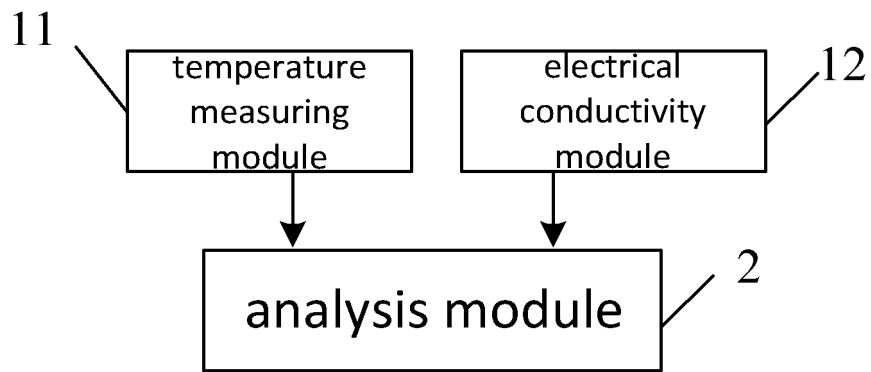 11
temperature
measuring
module
electrical
conductivity
module
12
analysis module
2